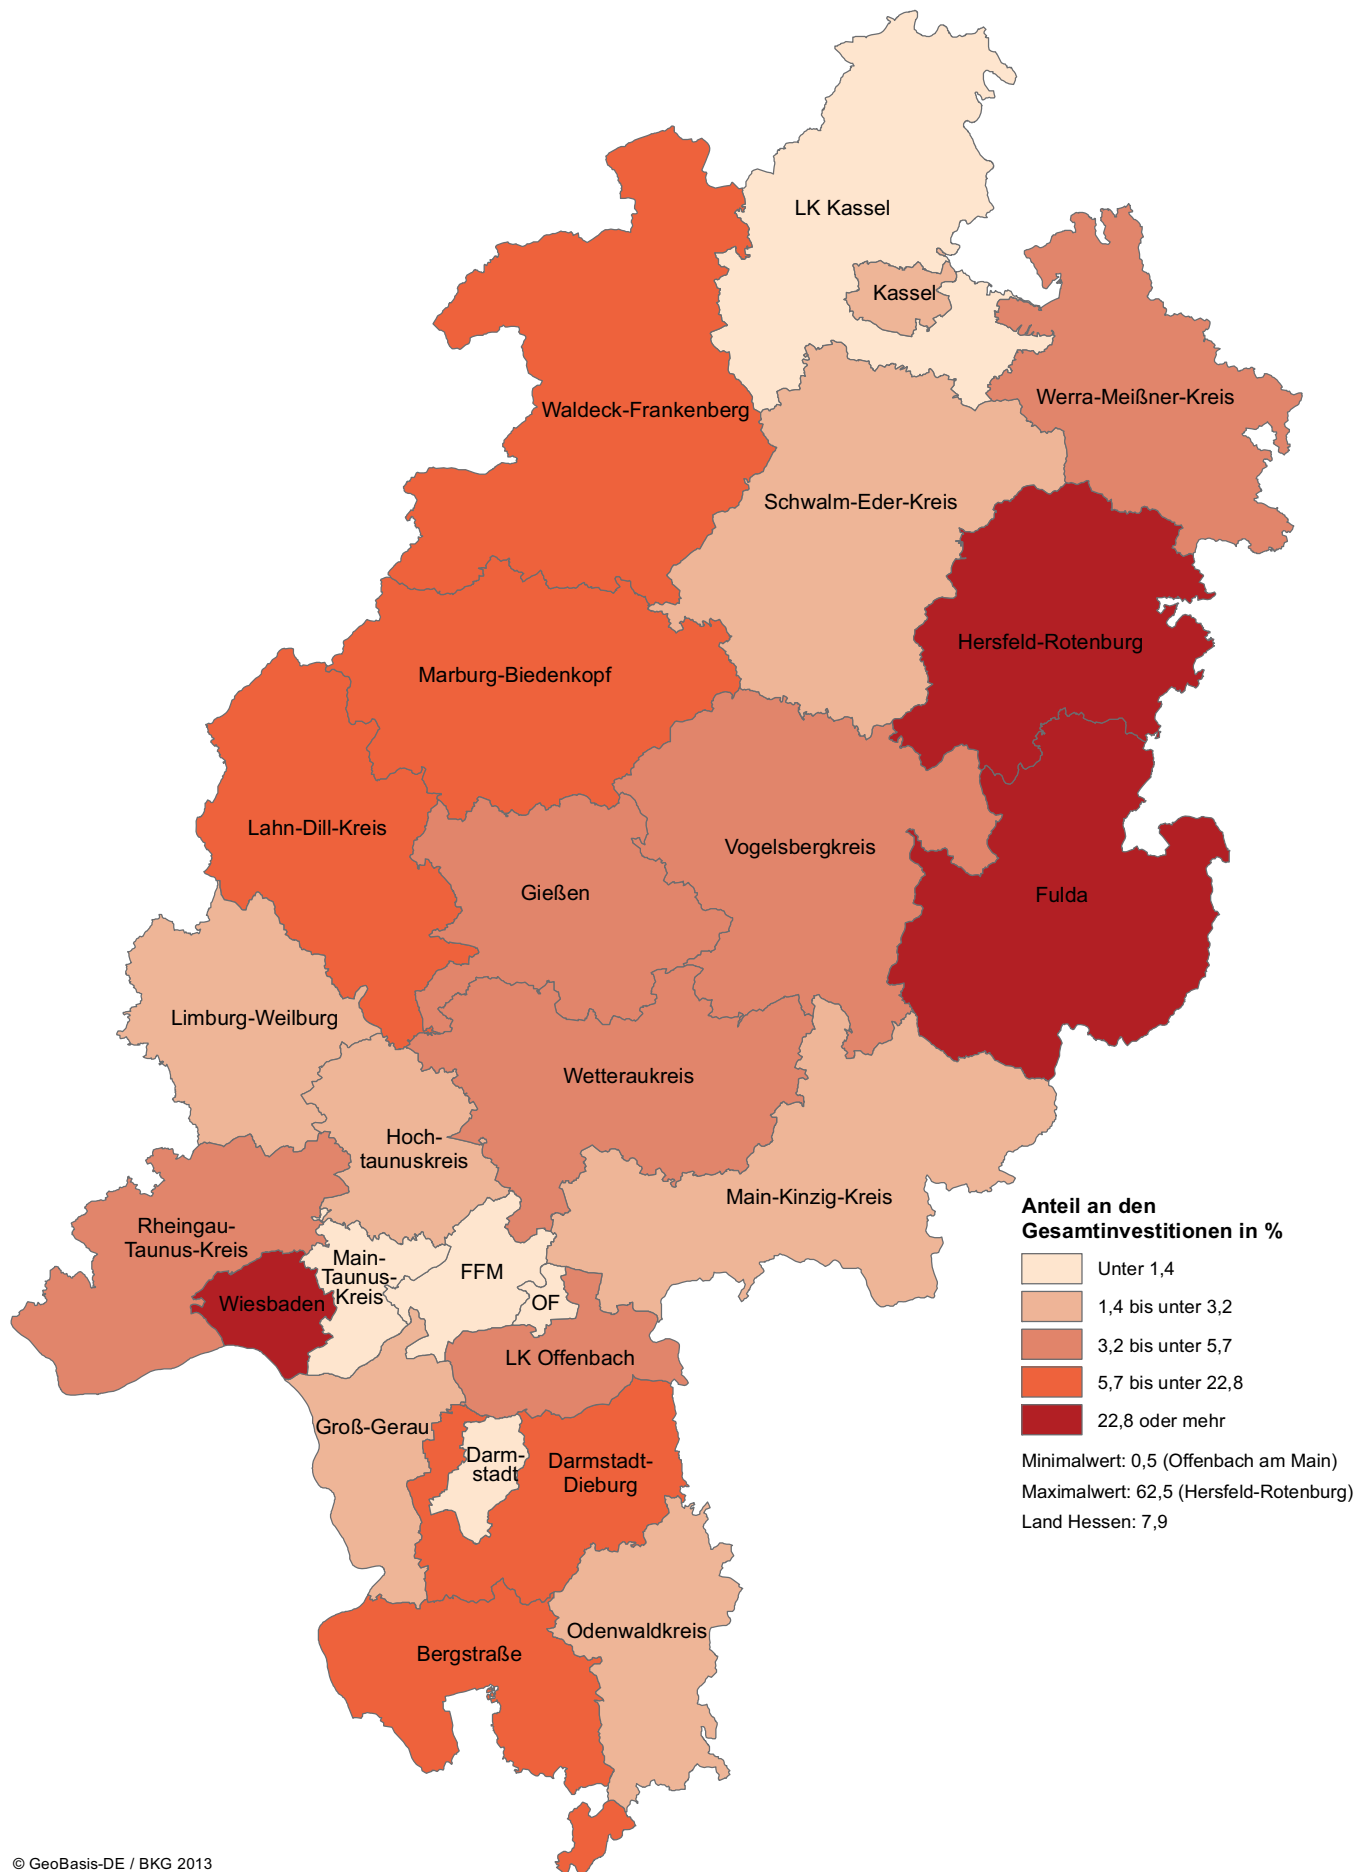 LK Kassel
Kassel
Werra-Meißner-Kreis
Waldeck-Frankenberg
Schwalm-Eder-Kreis
Hersfeld-Rotenburg
Marburg-Biedenkopf
Lahn-Dill-Kreis
Vogelsbergkreis
Gießen
Fulda
Limburg-Weilburg
Wetteraukreis
Hoch-
taunuskreis
Main-Kinzig-Kreis
Rheingau-
Taunus-Kreis
Main-
Taunus-
Kreis
FFM
OF
Wiesbaden
LK Offenbach
Groß-Gerau
Darm-
stadt
Darmstadt-
Dieburg
Odenwaldkreis
Bergstraße
Anteil an den
Gesamtinvestitionen in %
Unter 1,4
1,4 bis unter 3,2
3,2 bis unter 5,7
5,7 bis unter 22,8
22,8 oder mehr
Minimalwert: 0,5 (Offenbach am Main)
Maximalwert: 62,5 (Hersfeld-Rotenburg)
Land Hessen: 7,9
© GeoBasis-DE / BKG 2013